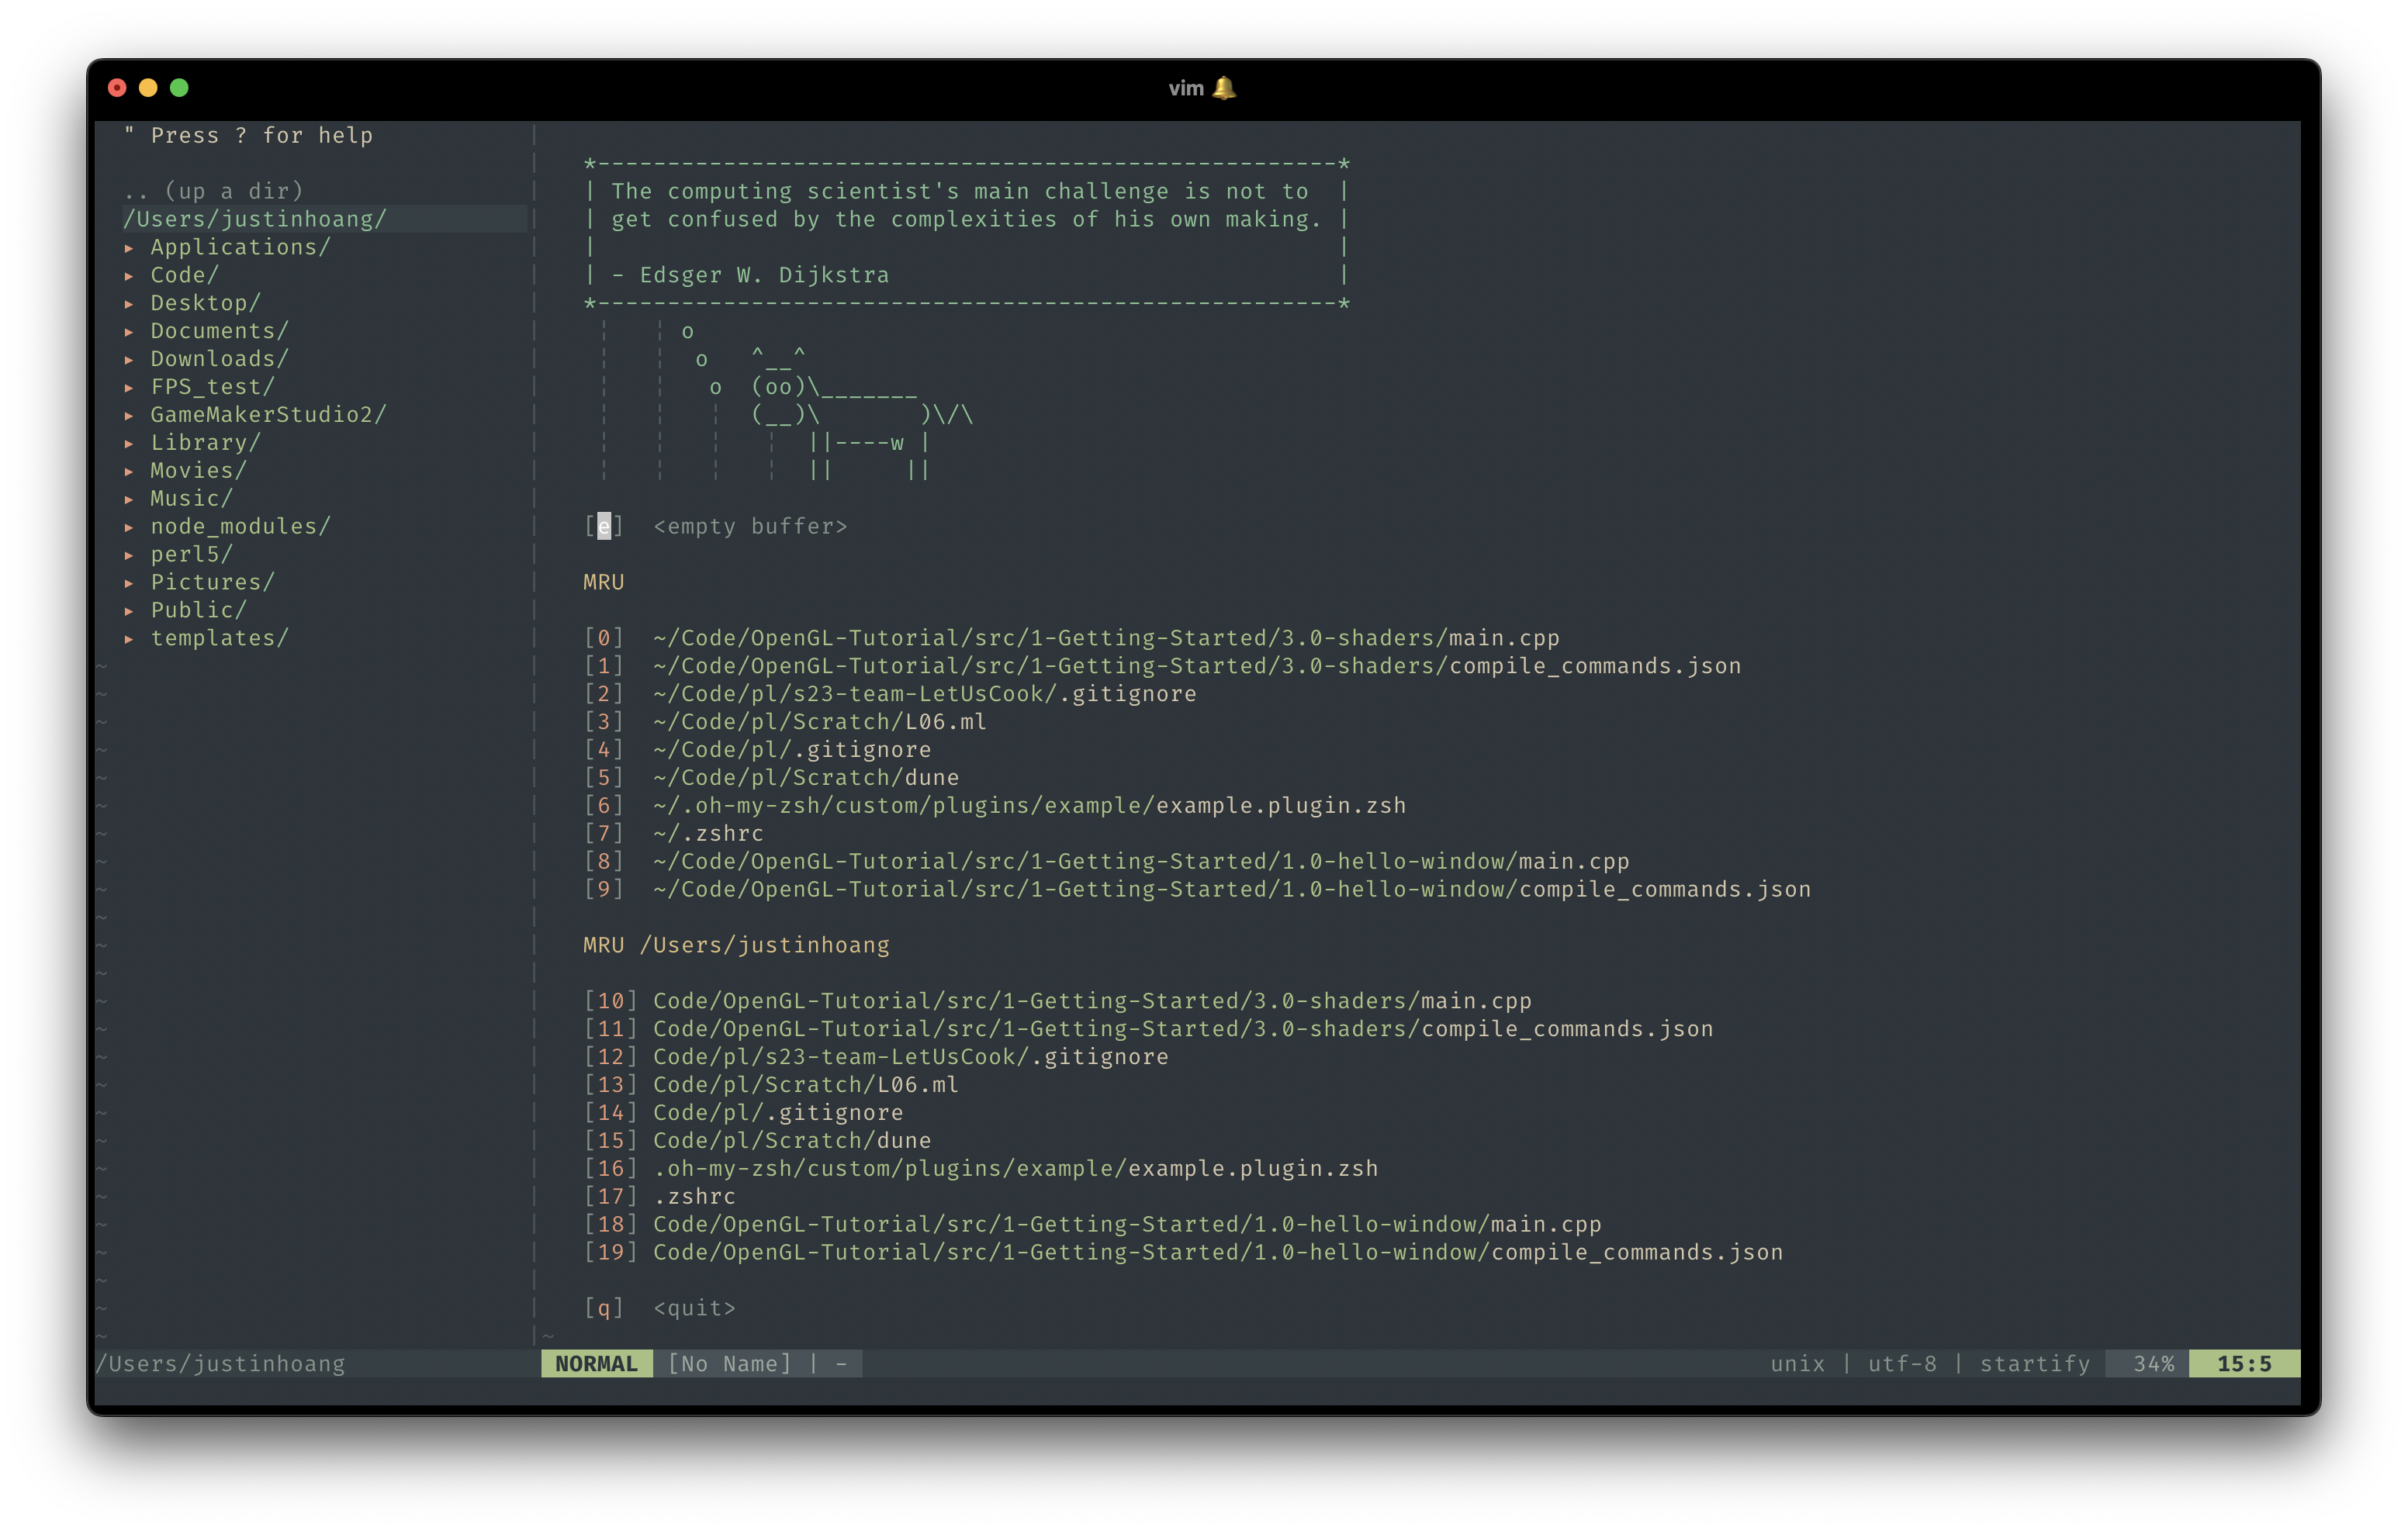 vim 🔔
" Press ? for help
.. (up a dir)
/Users/justinhoang/
▸ Applications/
▸ Code/
▸ Desktop/
▸ Documents/
▸ Downloads/
▸ FPS_test/
▸ GameMakerStudio2/
▸ Library/
▸ Movies/
▸ Music/
▸ node_modules/
▸ perl5/
▸ Pictures/
▸ Public/
▸ templates/
/Users/justinhoang
*-----------------------------------------------------*
| The computing scientist's main challenge is not to  |
| get confused by the complexities of his own making. |
|                                                     |
| - Edsger W. Dijkstra                                |
*-----------------------------------------------------*
       o
        o   ^__^
         o  (oo)\_______
            (__)\       )\/\
                ||----w |
                ||     ||
[e]  <empty buffer>
MRU
[0]  ~/Code/OpenGL-Tutorial/src/1-Getting-Started/3.0-shaders/main.cpp
[1]  ~/Code/OpenGL-Tutorial/src/1-Getting-Started/3.0-shaders/compile_commands.json
[2]  ~/Code/pl/s23-team-LetUsCook/.gitignore
[3]  ~/Code/pl/Scratch/L06.ml
[4]  ~/Code/pl/.gitignore
[5]  ~/Code/pl/Scratch/dune
[6]  ~/.oh-my-zsh/custom/plugins/example/example.plugin.zsh
[7]  ~/.zshrc
[8]  ~/Code/OpenGL-Tutorial/src/1-Getting-Started/1.0-hello-window/main.cpp
[9]  ~/Code/OpenGL-Tutorial/src/1-Getting-Started/1.0-hello-window/compile_commands.json
MRU /Users/justinhoang
[10] Code/OpenGL-Tutorial/src/1-Getting-Started/3.0-shaders/main.cpp
[11] Code/OpenGL-Tutorial/src/1-Getting-Started/3.0-shaders/compile_commands.json
[12] Code/pl/s23-team-LetUsCook/.gitignore
[13] Code/pl/Scratch/L06.ml
[14] Code/pl/.gitignore
[15] Code/pl/Scratch/dune
[16] .oh-my-zsh/custom/plugins/example/example.plugin.zsh
[17] .zshrc
[18] Code/OpenGL-Tutorial/src/1-Getting-Started/1.0-hello-window/main.cpp
[19] Code/OpenGL-Tutorial/src/1-Getting-Started/1.0-hello-window/compile_commands.json
[q]  <quit>
NORMAL [No Name] | - unix | utf-8 | startify 34% 15:5